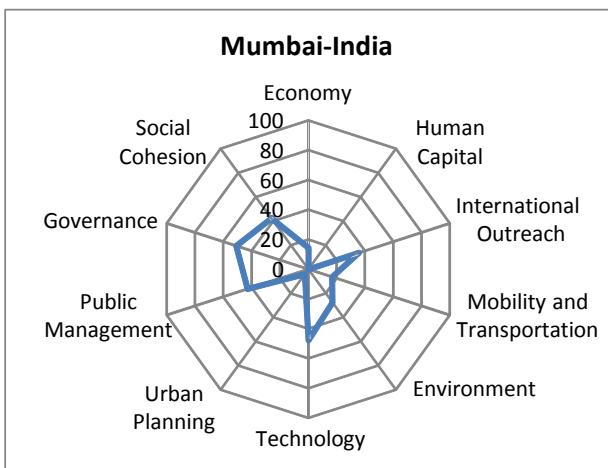 Mumbai-India
Economy
Human
Capital
International
Outreach
Mobility and
Transportation
Environment
Technology
Urban
Planning
Public
Management
Governance
Social
Cohesion
100
80
60
40
20
0